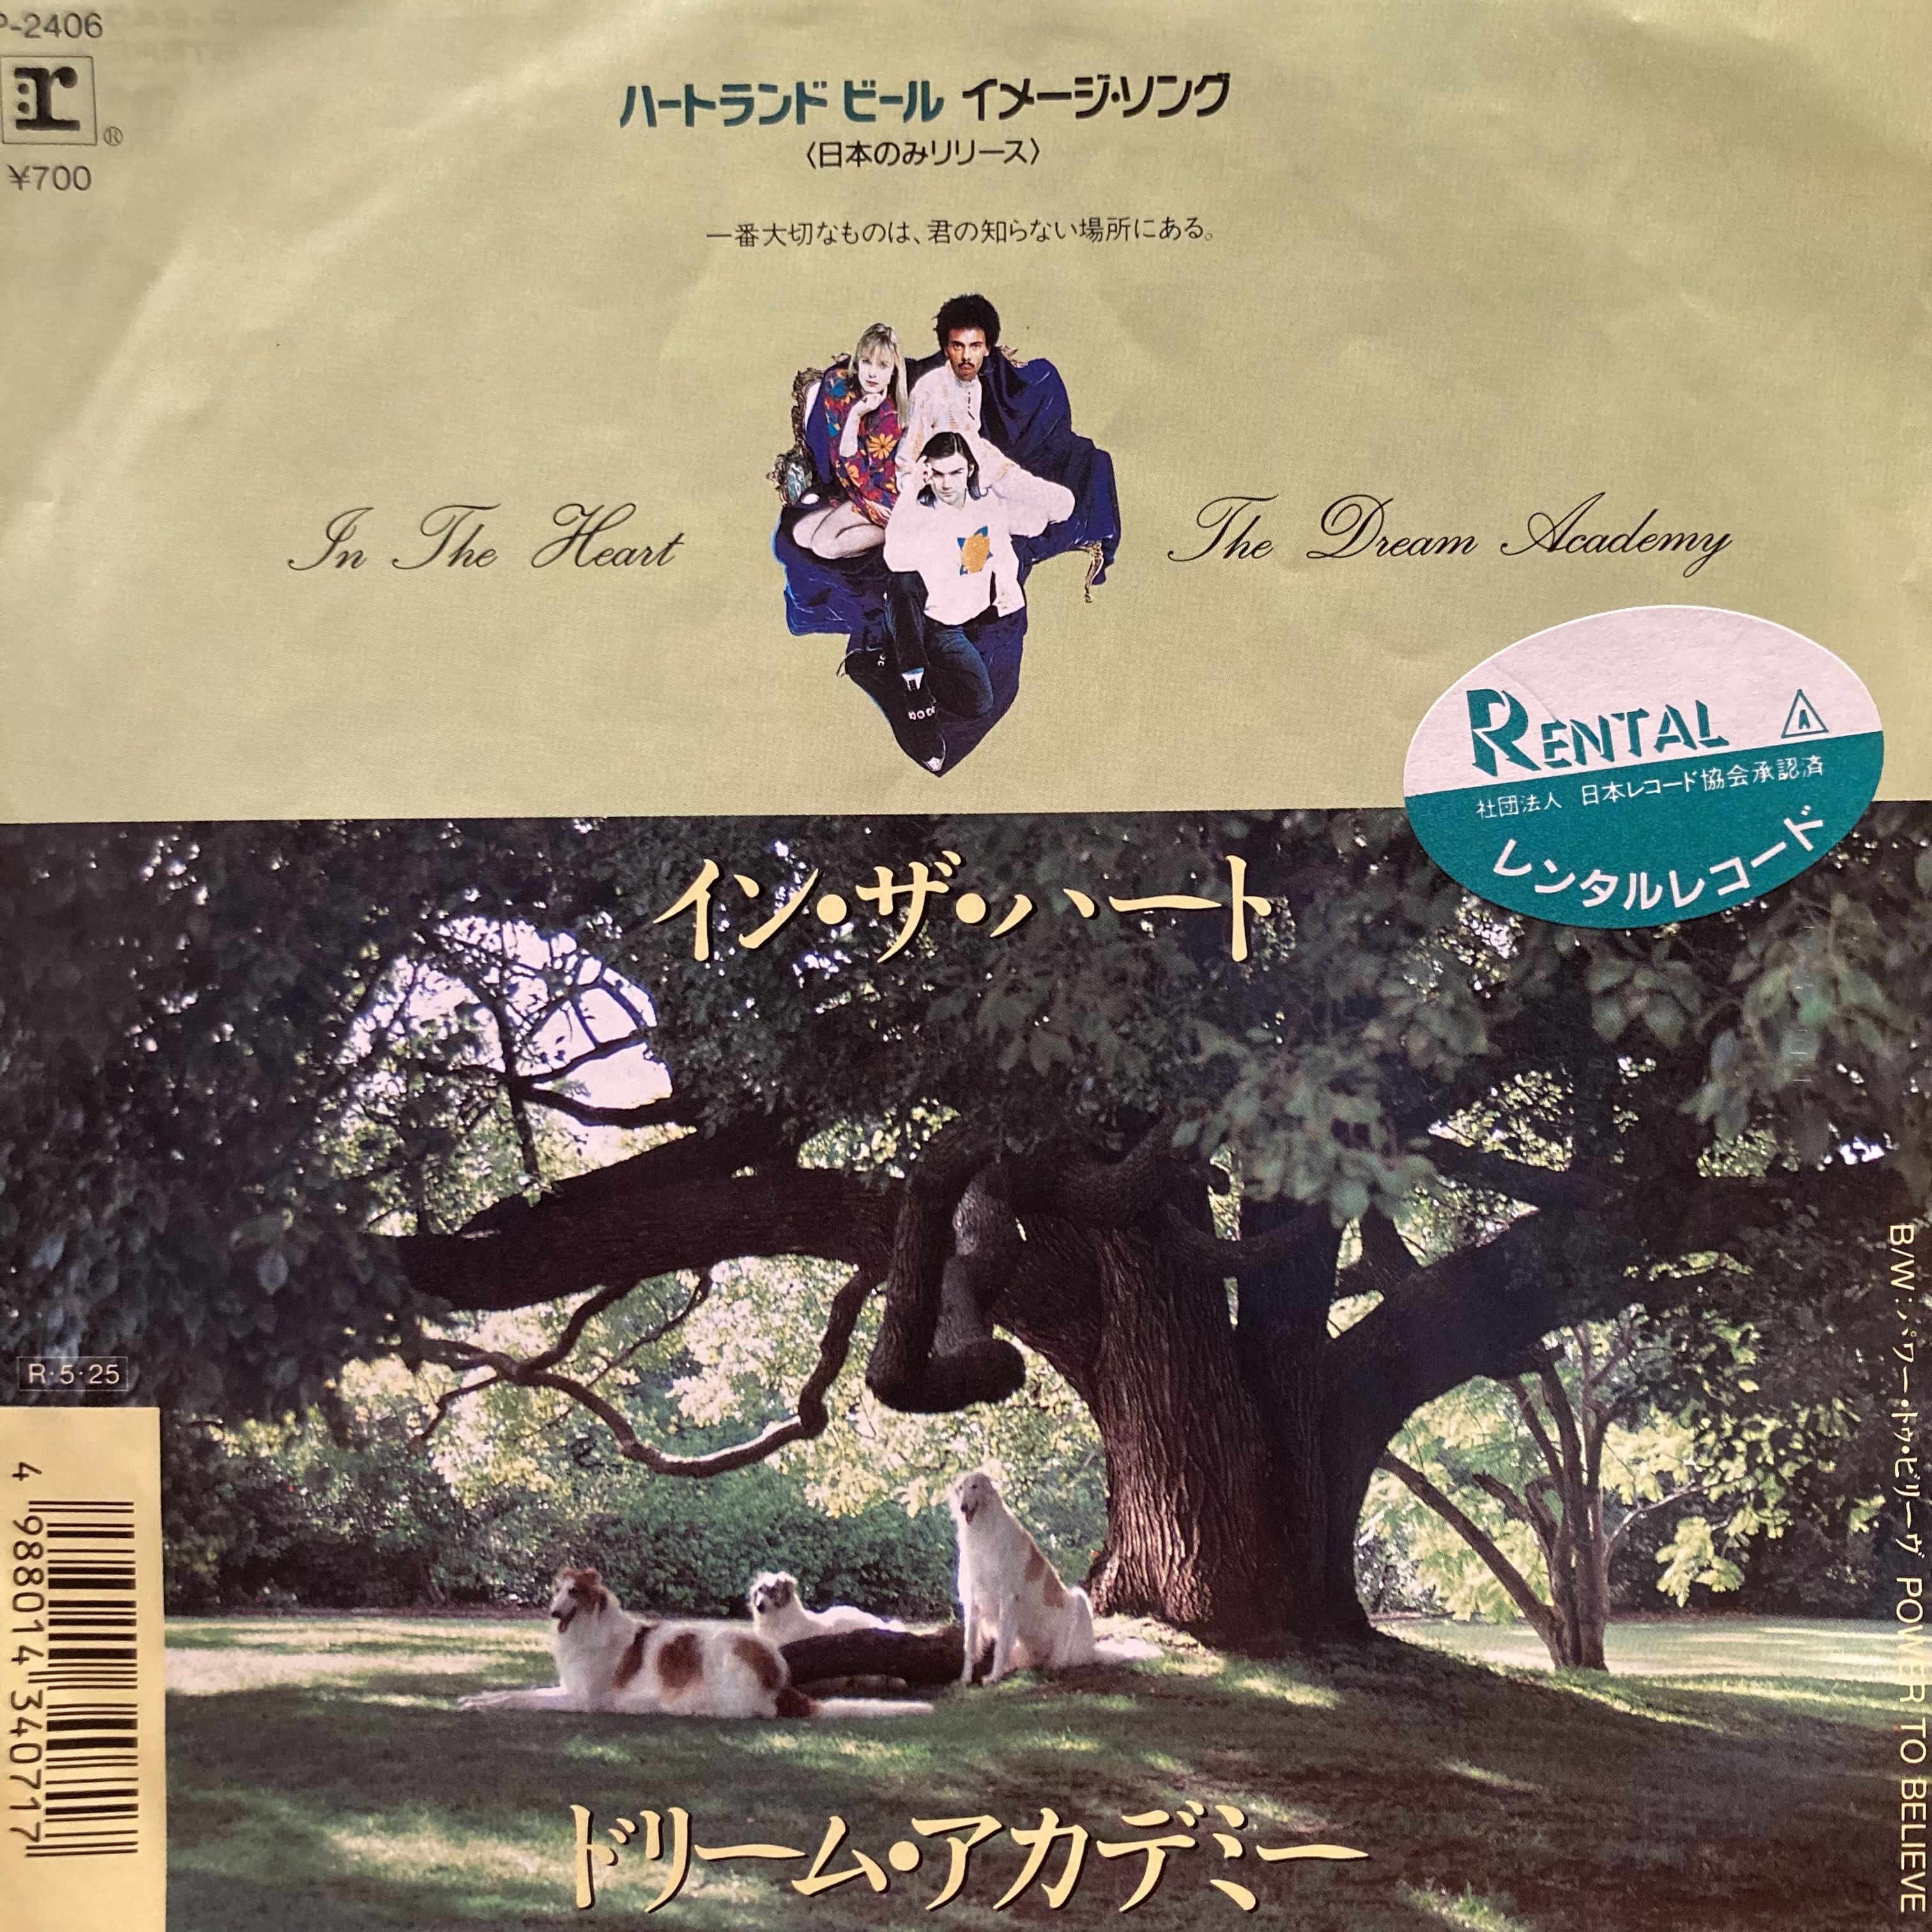 P-2406
r
®
¥700
ハートランド ビール イメージ・ソング
〈日本のみリリース〉
一番大切なものは、君の知らない場所にある。
In The Heart
The Dream Academy
RENTAL A
社団法人 日本レコード協会承認済
レンタルレコード
イン・ザ・ハート
R・5・25
4 988014 340717
B/W：パワー・トゥ・ビリーヴ POWER TO BELIEVE
ドリーム・アカデミー